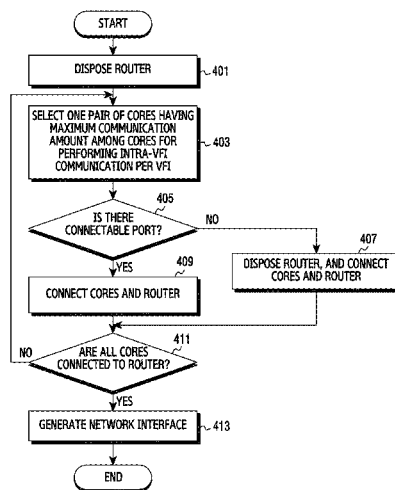 START
DISPOSE ROUTER
401
SELECT ONE PAIR OF CORES HAVING
MAXIMUM COMMUNICATION
AMOUNT AMONG CORES FOR
PERFORMING INTRA-VFI
COMMUNICATION PER VFI
403
405
IS THERE
CONNECTABLE PORT?
NO
407
DISPOSE ROUTER, AND CONNECT
CORES AND ROUTER
YES
409
CONNECT CORES AND ROUTER
411
NO
ARE ALL CORES
CONNECTED TO ROUTER?
YES
GENERATE NETWORK INTERFACE
413
END